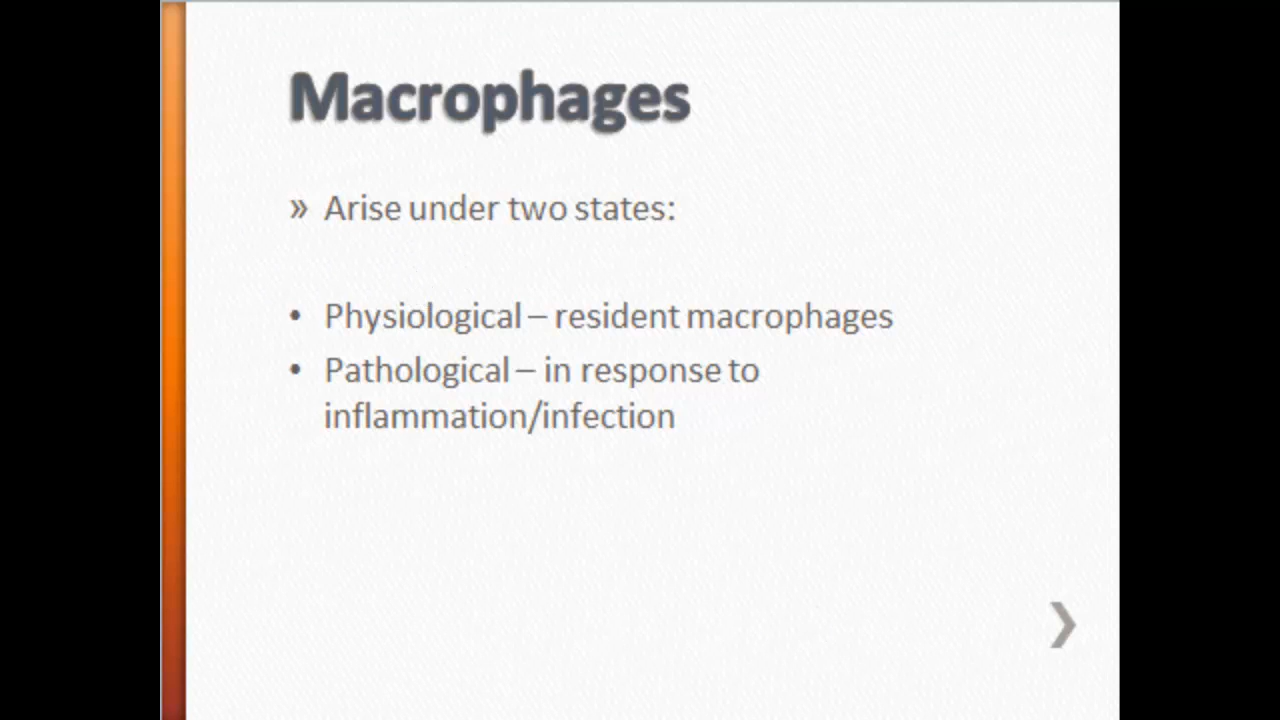 Macrophages
» Arise under two states:
• Physiological – resident macrophages
• Pathological – in response to
inflammation/infection